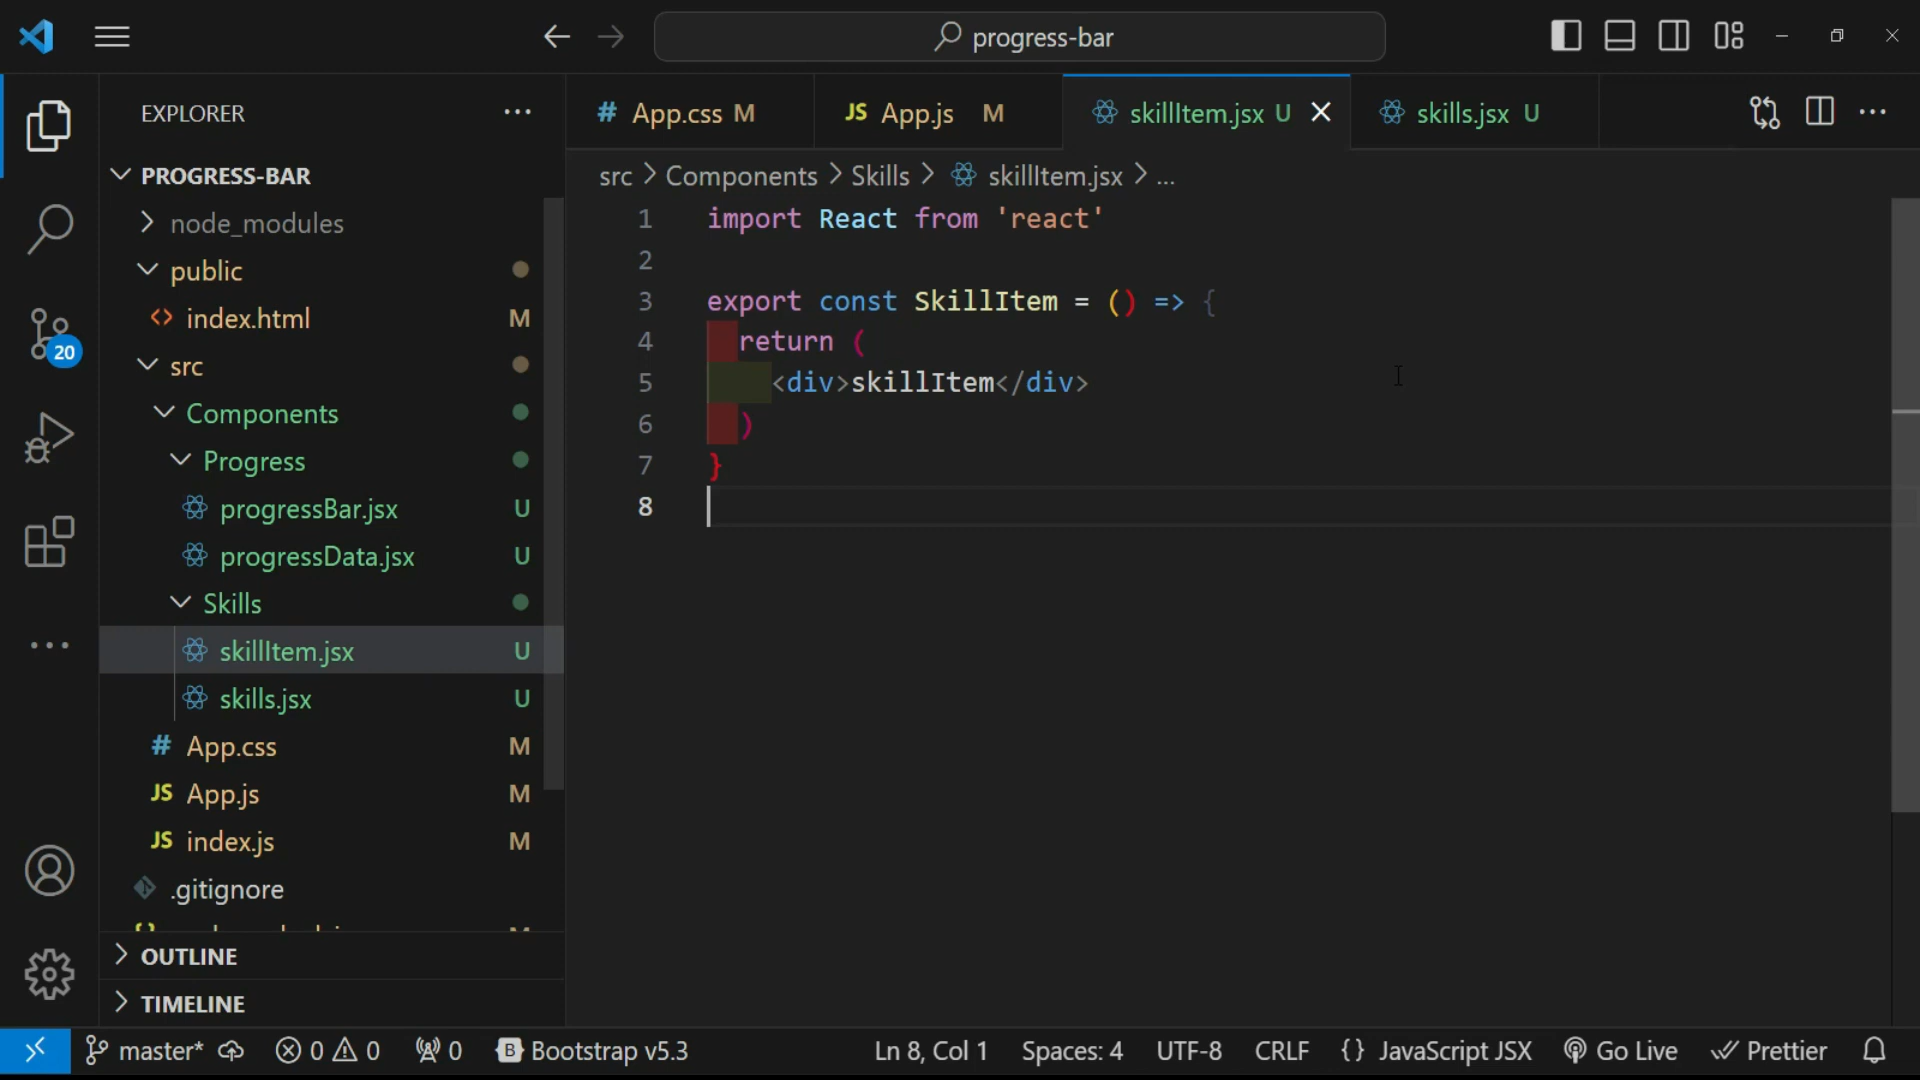 progress-bar
EXPLORER
PROGRESS-BAR
node_modules
public
index.html M
src
Components
Progress
progressBar.jsx U
progressData.jsx U
Skills
skillItem.jsx U
skills.jsx U
# App.css M
JS App.js M
JS index.js M
.gitignore
OUTLINE
TIMELINE
20
# App.css M
JS App.js M
skillItem.jsx U
skills.jsx U
src > Components > Skills > skillItem.jsx > ...
1 import React from 'react'
2
3 export const SkillItem = () => {
4 return (
5 <div>skillItem</div>
6 )
7 }
8
master* 0 0 0 B Bootstrap v5.3 Ln 8, Col 1 Spaces: 4 UTF-8 CRLF {} JavaScript JSX Go Live Prettier